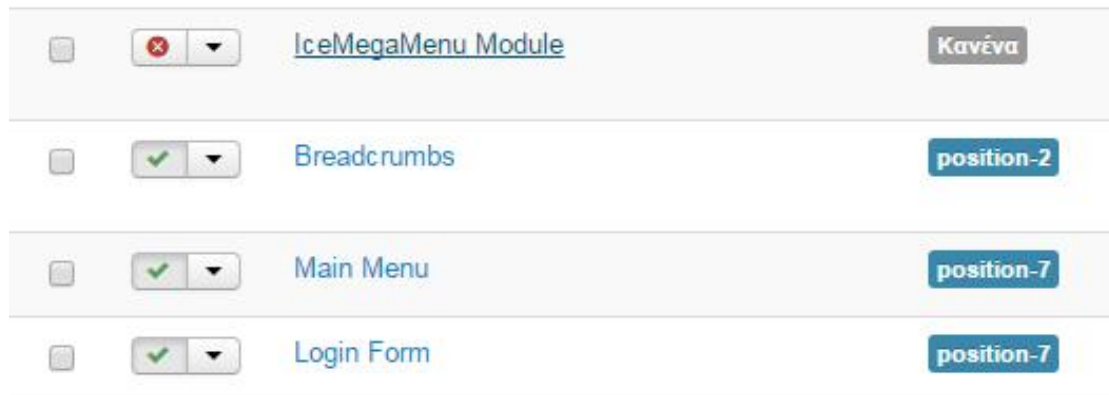 IceMegaMenu Module Κανένα
Breadcrumbs position-2
Main Menu position-7
Login Form position-7